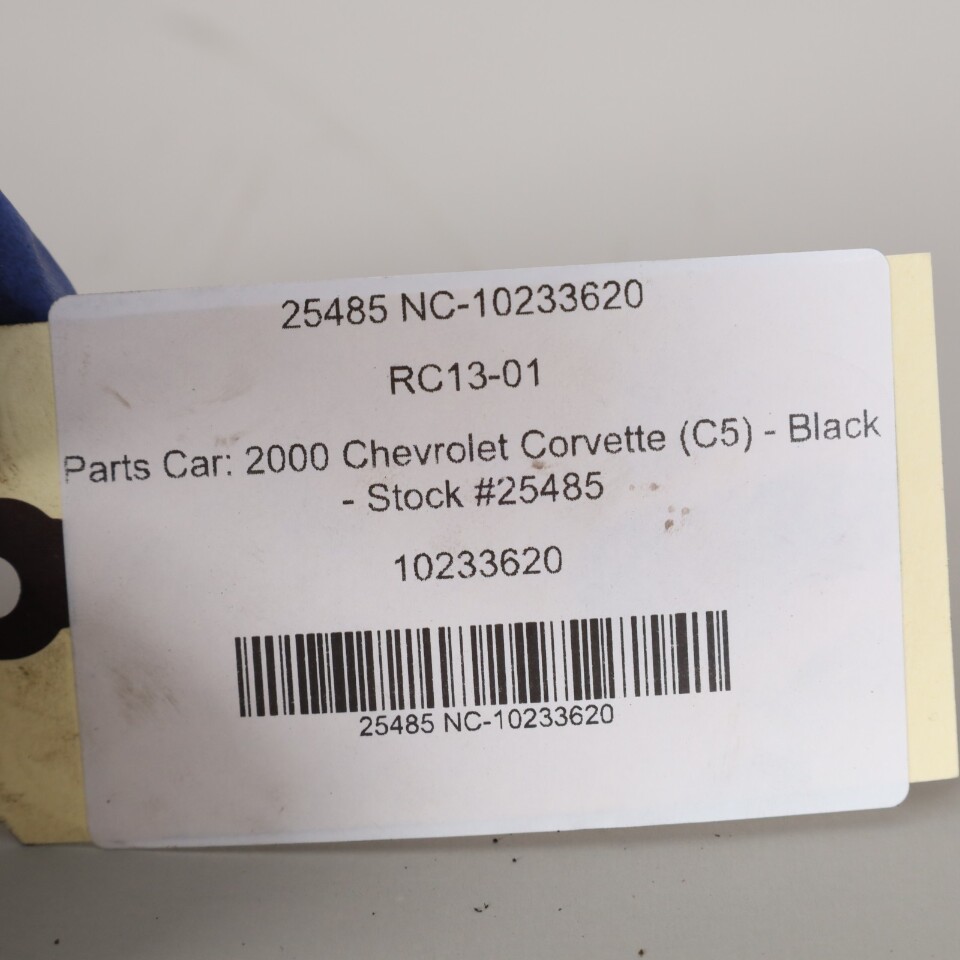 25485 NC-10233620
RC13-01
Parts Car: 2000 Chevrolet Corvette (C5) - Black
- Stock #25485
10233620
25485 NC-10233620